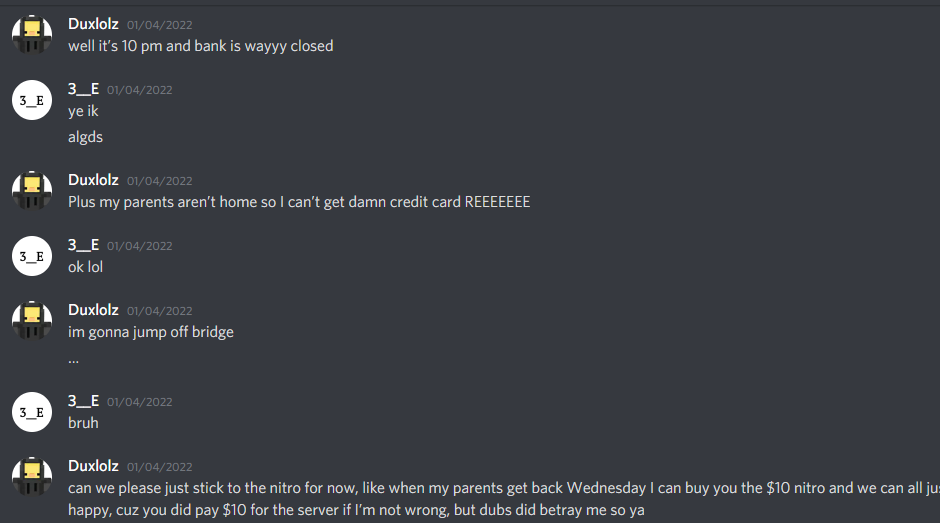 Duxlolz 01/04/2022
well it's 10 pm and bank is wayyy closed
3__E
3__E 01/04/2022
ye ik
algds
Duxlolz 01/04/2022
Plus my parents aren't home so I can't get damn credit card REEEEEEE
3__E
3__E 01/04/2022
ok lol
Duxlolz 01/04/2022
im gonna jump off bridge
...
3__E
3__E 01/04/2022
bruh
Duxlolz 01/04/2022
can we please just stick to the nitro for now, like when my parents get back Wednesday I can buy you the $10 nitro and we can all
happy, cuz you did pay $10 for the server if I'm not wrong, but dubs did betray me so ya